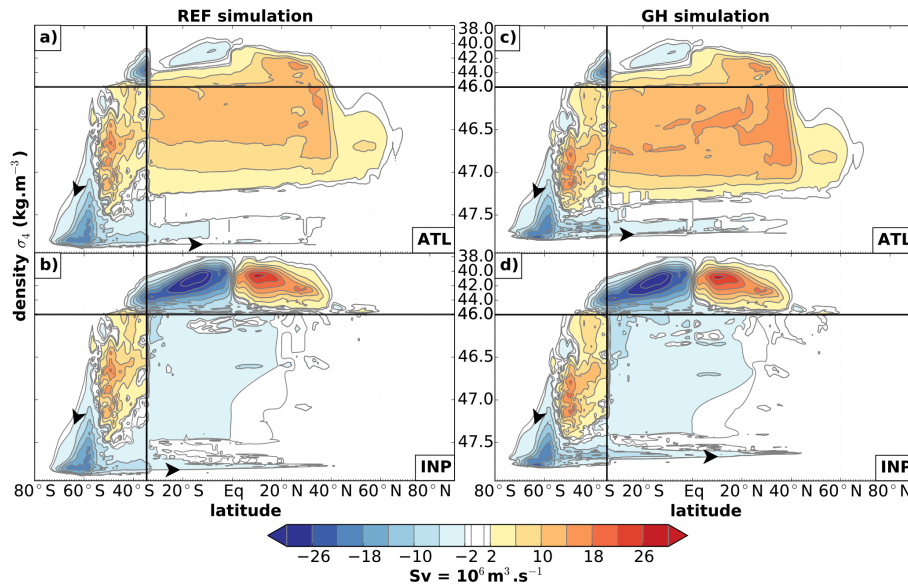 REF simulation
GH simulation
a)
c)
38.0
40.0
42.0
44.0
46.0
46.5
47.0
47.5
ATL
ATL
density σ₄ (kg.m⁻³)
b)
d)
38.0
40.0
42.0
44.0
46.0
46.5
47.0
47.5
INP
INP
80°S 60°S 40°S 20°S Eq 20°N 40°N 60°N 80°N
80°S 60°S 40°S 20°S Eq 20°N 40°N 60°N 80°N
latitude
latitude
−26 −18 −10 −2 2 10 18 26
Sv = 10⁶ m³.s⁻¹